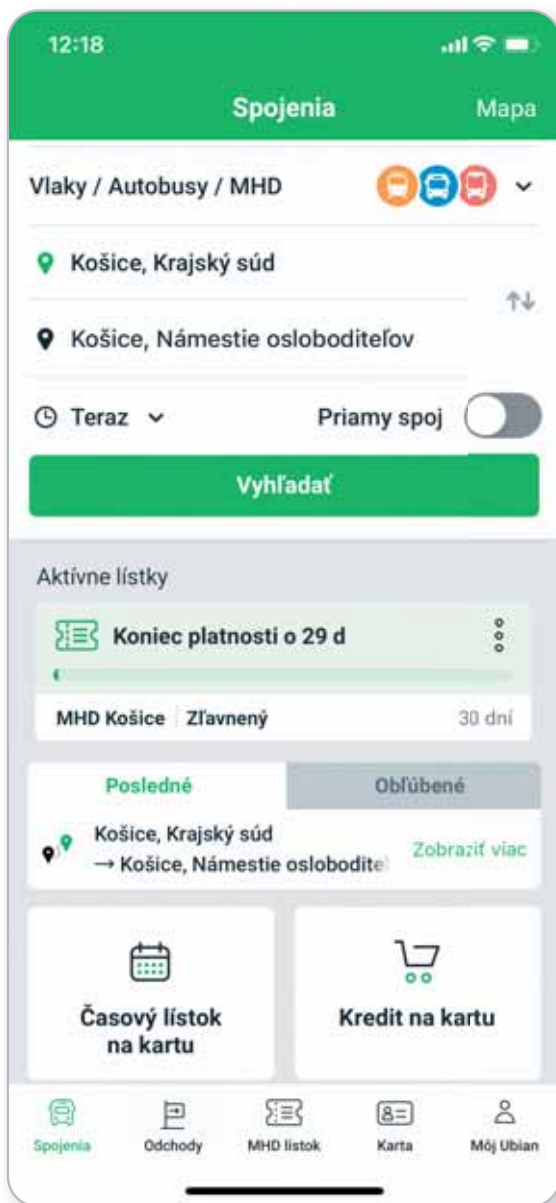 12:18
Spojenia Mapa
Vlaky / Autobusy / MHD
Košice, Krajský súd
Košice, Námestie osloboditeľov
Teraz Priamy spoj
Vyhľadať
Aktívne lístky
Koniec platnosti o 29 d
MHD Košice Zľavnený 30 dní
Posledné Obľúbené
Košice, Krajský súd
→ Košice, Námestie osloboditeľ
Zobraziť viac
Časový lístok
na kartu
Kredit na kartu
Spojenia Odchody MHD lístok Karta Môj Ubian